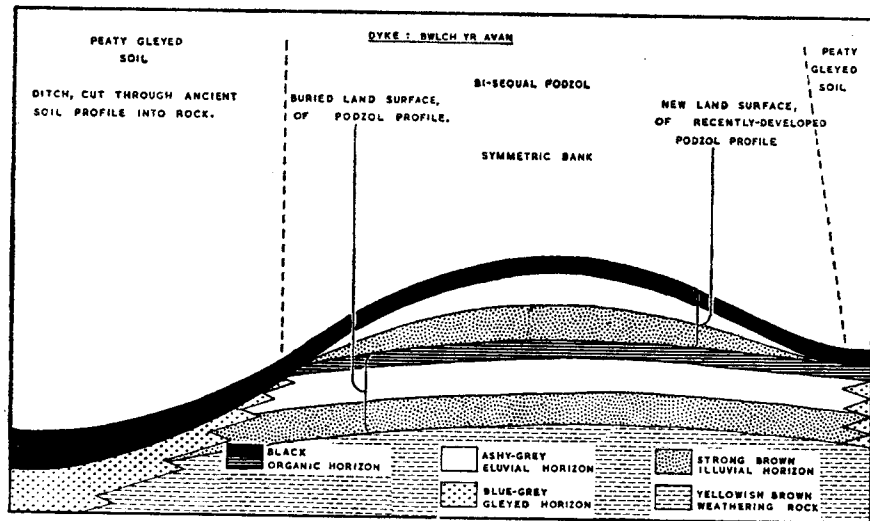 DYKE : BWLCH YR AVAN
PEATY GLEYED
SOIL
DITCH, CUT THROUGH ANCIENT
SOIL PROFILE INTO ROCK.
BURIED LAND SURFACE,
OF PODZOL PROFILE.
BI-SEQUAL PODZOL
SYMMETRIC BANK
NEW LAND SURFACE,
OF RECENTLY-DEVELOPED
PODZOL PROFILE
PEATY
GLEYED
SOIL
BLACK
ORGANIC HORIZON
ASHY-GREY
ELUVIAL HORIZON
STRONG BROWN
ILLUVIAL HORIZON
BLUE-GREY
GLEYED HORIZON
YELLOWISH BROWN
WEATHERING ROCK